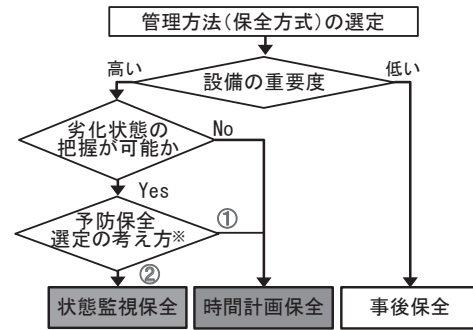 管理方法(保全方式)の選定
高い
設備の重要度
低い
劣化状態の
把握が可能か
No
Yes
予防保全
選定の考え方※
①
②
状態監視保全
時間計画保全
事後保全